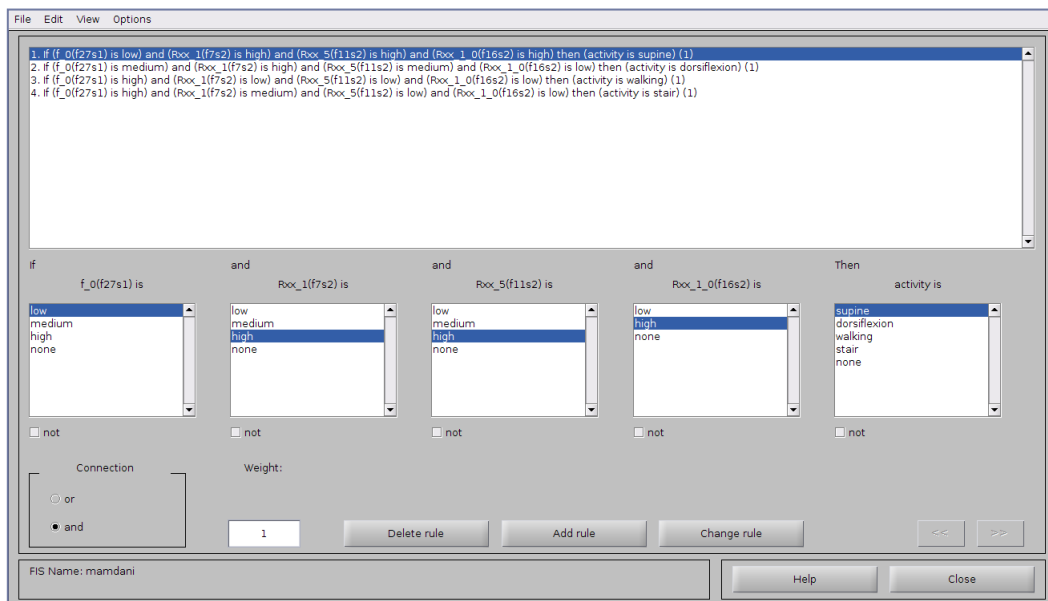 File Edit View Options
1. If (f_0(f27s1) is low) and (Rxx_1(f7s2) is high) and (Rxx_5(f11s2) is high) and (Rxx_1_0(f16s2) is high) then (activity is supine) (1)
2. If (f_0(f27s1) is medium) and (Rxx_1(f7s2) is high) and (Rxx_5(f11s2) is medium) and (Rxx_1_0(f16s2) is low) then (activity is dorsiflexion) (1)
3. If (f_0(f27s1) is high) and (Rxx_1(f7s2) is low) and (Rxx_5(f11s2) is low) and (Rxx_1_0(f16s2) is low) then (activity is walking) (1)
4. If (f_0(f27s1) is high) and (Rxx_1(f7s2) is medium) and (Rxx_5(f11s2) is low) and (Rxx_1_0(f16s2) is low) then (activity is stair) (1)
If and and and Then
f_0(f27s1) is Rxx_1(f7s2) is Rxx_5(f11s2) is Rxx_1_0(f16s2) is activity is
low low low low supine
medium medium medium high dorsiflexion
high high high none walking
none none none stair
none
not not not not not
Connection Weight:
or
and 1 Delete rule Add rule Change rule << >>
FIS Name: mamdani Help Close